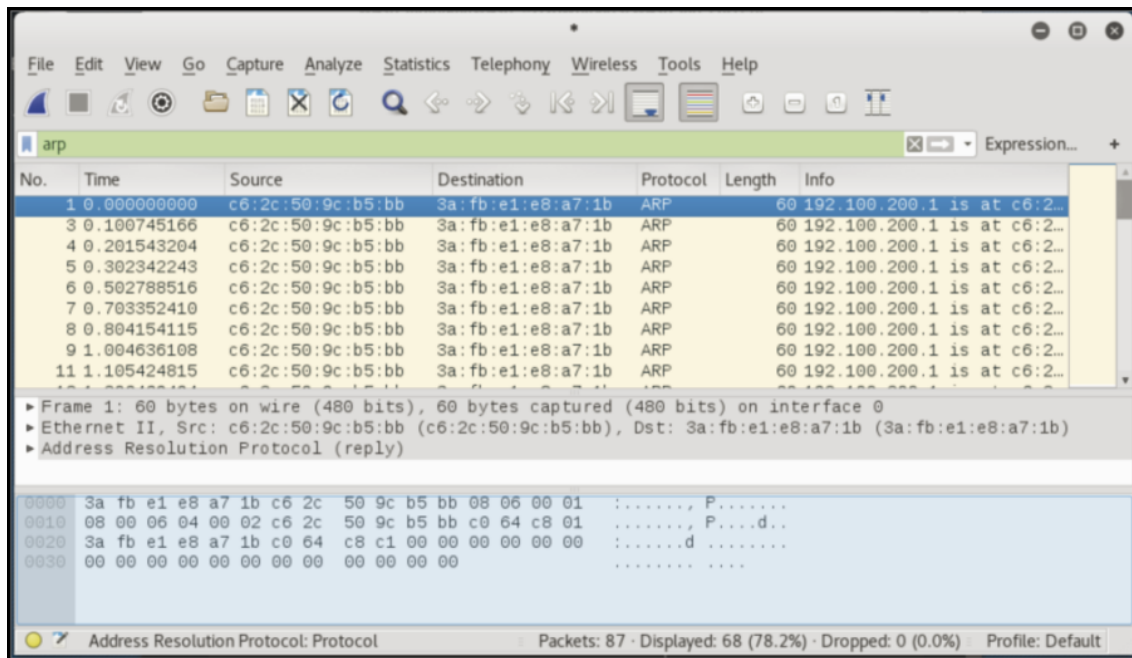 File Edit View Go Capture Analyze Statistics Telephony Wireless Tools Help
arp Expression... +
No. Time Source Destination Protocol Length Info
1 0.000000000 c6:2c:50:9c:b5:bb 3a:fb:e1:e8:a7:1b ARP 60 192.100.200.1 is at c6:2…
3 0.100745166 c6:2c:50:9c:b5:bb 3a:fb:e1:e8:a7:1b ARP 60 192.100.200.1 is at c6:2…
4 0.201543204 c6:2c:50:9c:b5:bb 3a:fb:e1:e8:a7:1b ARP 60 192.100.200.1 is at c6:2…
5 0.302342243 c6:2c:50:9c:b5:bb 3a:fb:e1:e8:a7:1b ARP 60 192.100.200.1 is at c6:2…
6 0.502788516 c6:2c:50:9c:b5:bb 3a:fb:e1:e8:a7:1b ARP 60 192.100.200.1 is at c6:2…
7 0.703352410 c6:2c:50:9c:b5:bb 3a:fb:e1:e8:a7:1b ARP 60 192.100.200.1 is at c6:2…
8 0.804154115 c6:2c:50:9c:b5:bb 3a:fb:e1:e8:a7:1b ARP 60 192.100.200.1 is at c6:2…
9 1.004636108 c6:2c:50:9c:b5:bb 3a:fb:e1:e8:a7:1b ARP 60 192.100.200.1 is at c6:2…
11 1.105424815 c6:2c:50:9c:b5:bb 3a:fb:e1:e8:a7:1b ARP 60 192.100.200.1 is at c6:2…
Frame 1: 60 bytes on wire (480 bits), 60 bytes captured (480 bits) on interface 0
Ethernet II, Src: c6:2c:50:9c:b5:bb (c6:2c:50:9c:b5:bb), Dst: 3a:fb:e1:e8:a7:1b (3a:fb:e1:e8:a7:1b)
Address Resolution Protocol (reply)
0000 3a fb e1 e8 a7 1b c6 2c 50 9c b5 bb 08 06 00 01 :......, P.......
0010 08 00 06 04 00 02 c6 2c 50 9c b5 bb c0 64 c8 01 ......., P....d..
0020 3a fb e1 e8 a7 1b c0 64 c8 c1 00 00 00 00 00 00 :......d ........
0030 00 00 00 00 00 00 00 00 00 00 00 00 ........ ....
Address Resolution Protocol: Protocol Packets: 87 · Displayed: 68 (78.2%) · Dropped: 0 (0.0%) Profile: Default